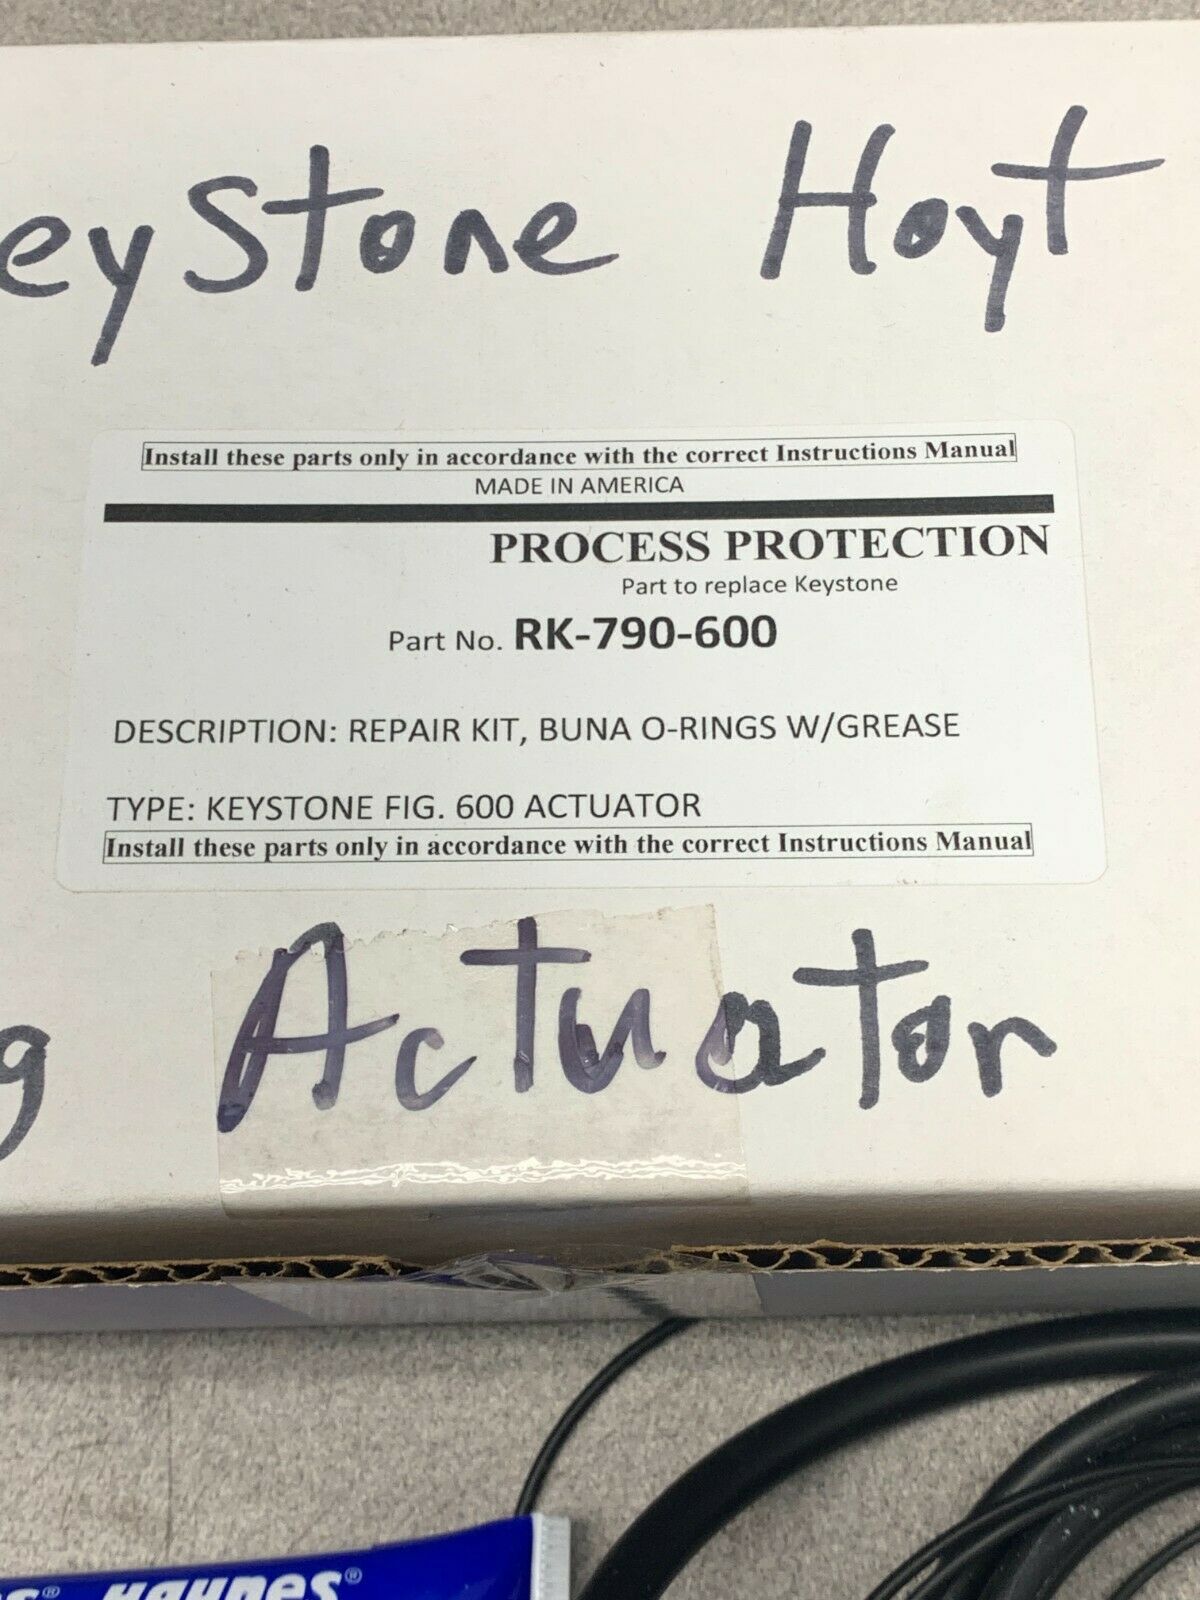 eystone Hoyt
Install these parts only in accordance with the correct Instructions Manual
MADE IN AMERICA
PROCESS PROTECTION
Part to replace Keystone
Part No. RK-790-600
DESCRIPTION: REPAIR KIT, BUNA O-RINGS W/GREASE
TYPE: KEYSTONE FIG. 600 ACTUATOR
Install these parts only in accordance with the correct Instructions Manual
g Actuator
Haynes®